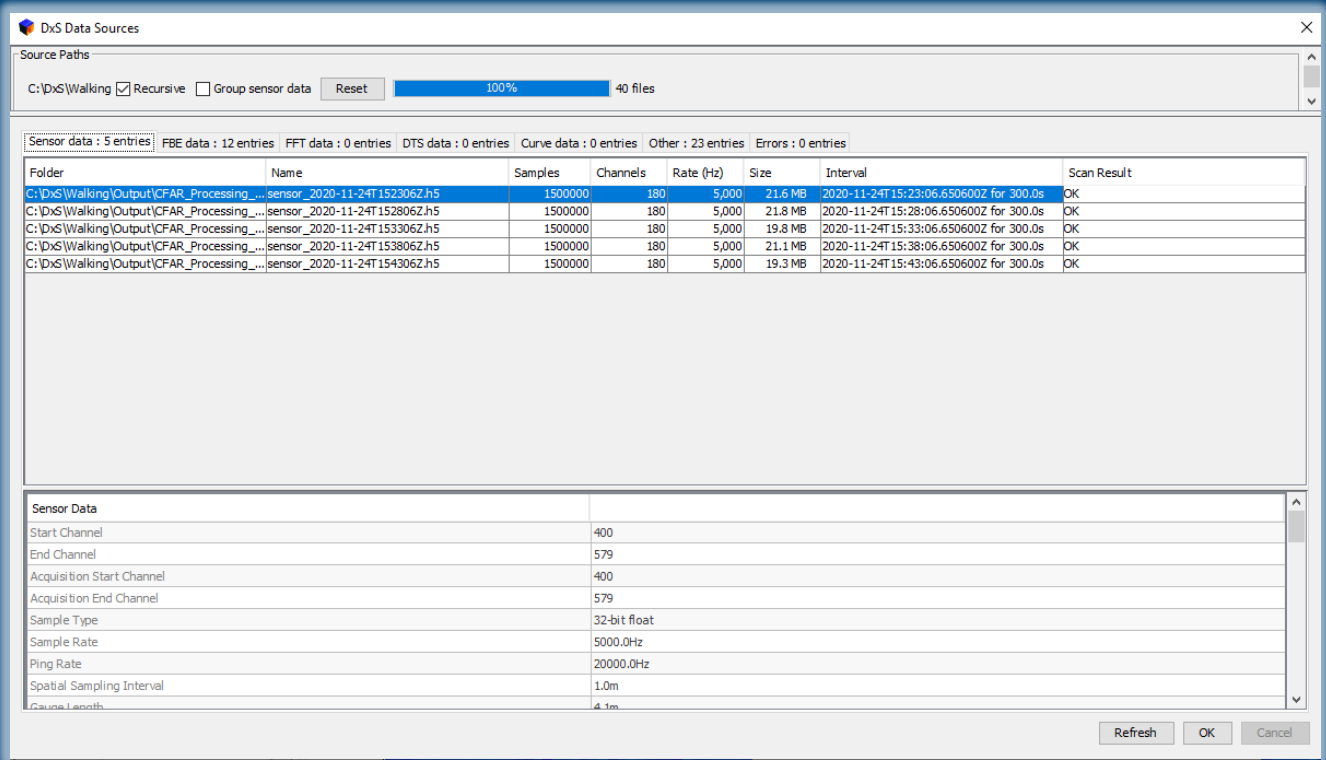 DxS Data Sources
Source Paths
C:\DxS\Walking Recursive Group sensor data Reset 100% 40 files
Sensor data : 5 entries FBE data : 12 entries FFT data : 0 entries DTS data : 0 entries Curve data : 0 entries Other : 23 entries Errors : 0 entries
Folder Name Samples Channels Rate (Hz) Size Interval Scan Result
C:\DxS\Walking\Output\CFAR_Processing_... sensor_2020-11-24T152306Z.h5 1500000 180 5,000 21.6 MB 2020-11-24T15:23:06.650600Z for 300.0s OK
C:\DxS\Walking\Output\CFAR_Processing_... sensor_2020-11-24T152806Z.h5 1500000 180 5,000 21.8 MB 2020-11-24T15:28:06.650600Z for 300.0s OK
C:\DxS\Walking\Output\CFAR_Processing_... sensor_2020-11-24T153306Z.h5 1500000 180 5,000 19.8 MB 2020-11-24T15:33:06.650600Z for 300.0s OK
C:\DxS\Walking\Output\CFAR_Processing_... sensor_2020-11-24T153806Z.h5 1500000 180 5,000 21.1 MB 2020-11-24T15:38:06.650600Z for 300.0s OK
C:\DxS\Walking\Output\CFAR_Processing_... sensor_2020-11-24T154306Z.h5 1500000 180 5,000 19.3 MB 2020-11-24T15:43:06.650600Z for 300.0s OK
Sensor Data
Start Channel 400
End Channel 579
Acquisition Start Channel 400
Acquisition End Channel 579
Sample Type 32-bit float
Sample Rate 5000.0Hz
Ping Rate 20000.0Hz
Spatial Sampling Interval 1.0m
Gauge Length 4.1m
Refresh OK Cancel